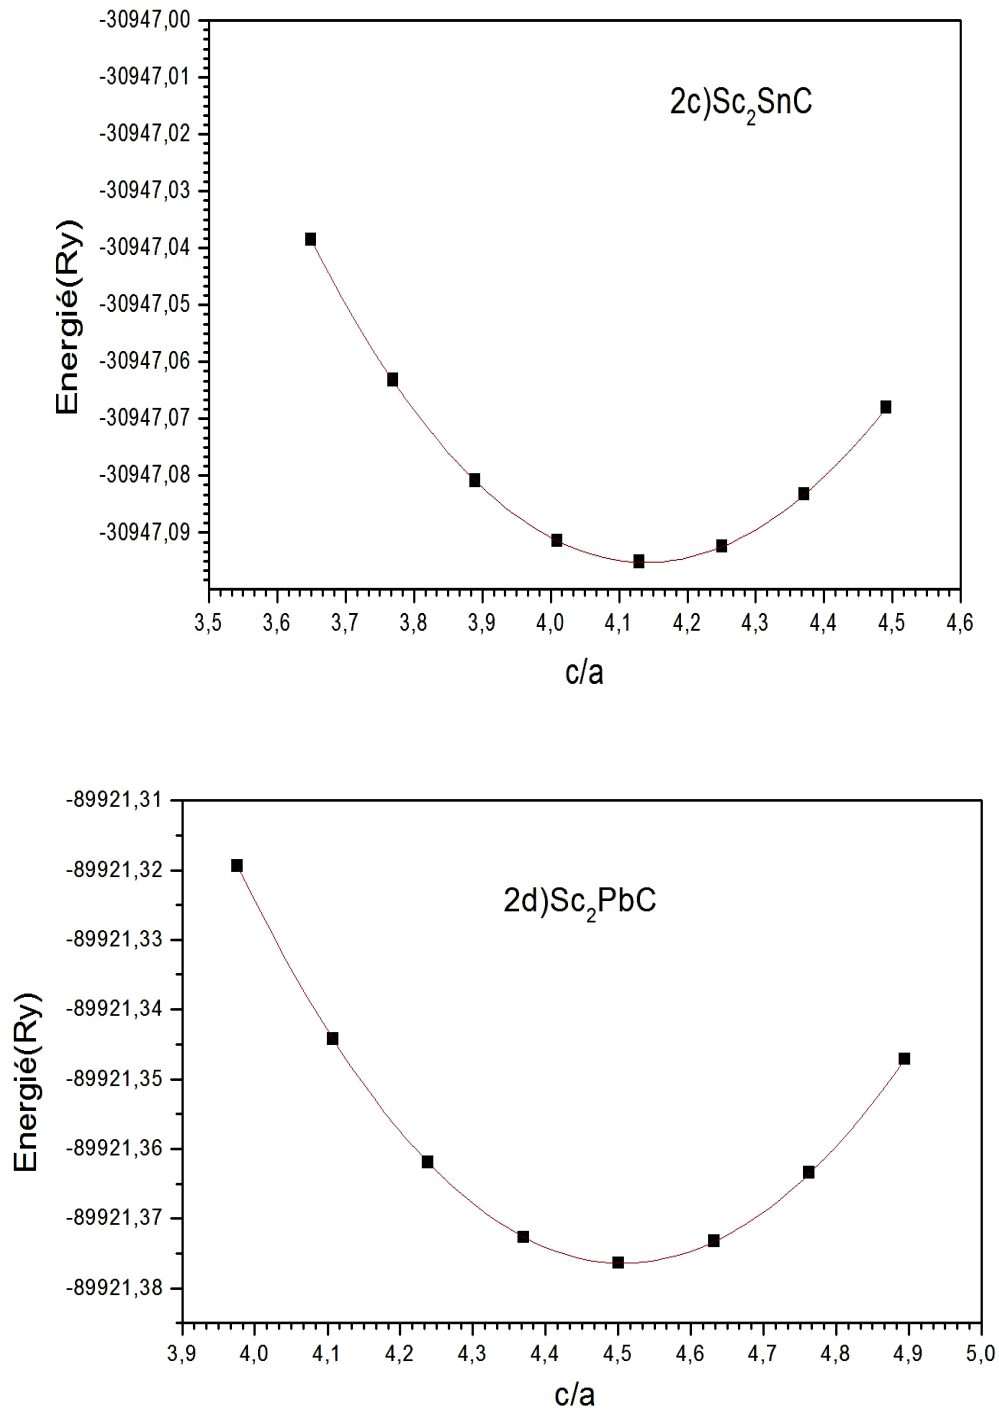 -30947,00
-30947,01
-30947,02
-30947,03
-30947,04
-30947,05
-30947,06
-30947,07
-30947,08
-30947,09
Energié(Ry)
2c)Sc₂SnC
3,5 3,6 3,7 3,8 3,9 4,0 4,1 4,2 4,3 4,4 4,5 4,6
c/a
-89921,31
-89921,32
-89921,33
-89921,34
-89921,35
-89921,36
-89921,37
-89921,38
Energié(Ry)
2d)Sc₂PbC
3,9 4,0 4,1 4,2 4,3 4,4 4,5 4,6 4,7 4,8 4,9 5,0
c/a